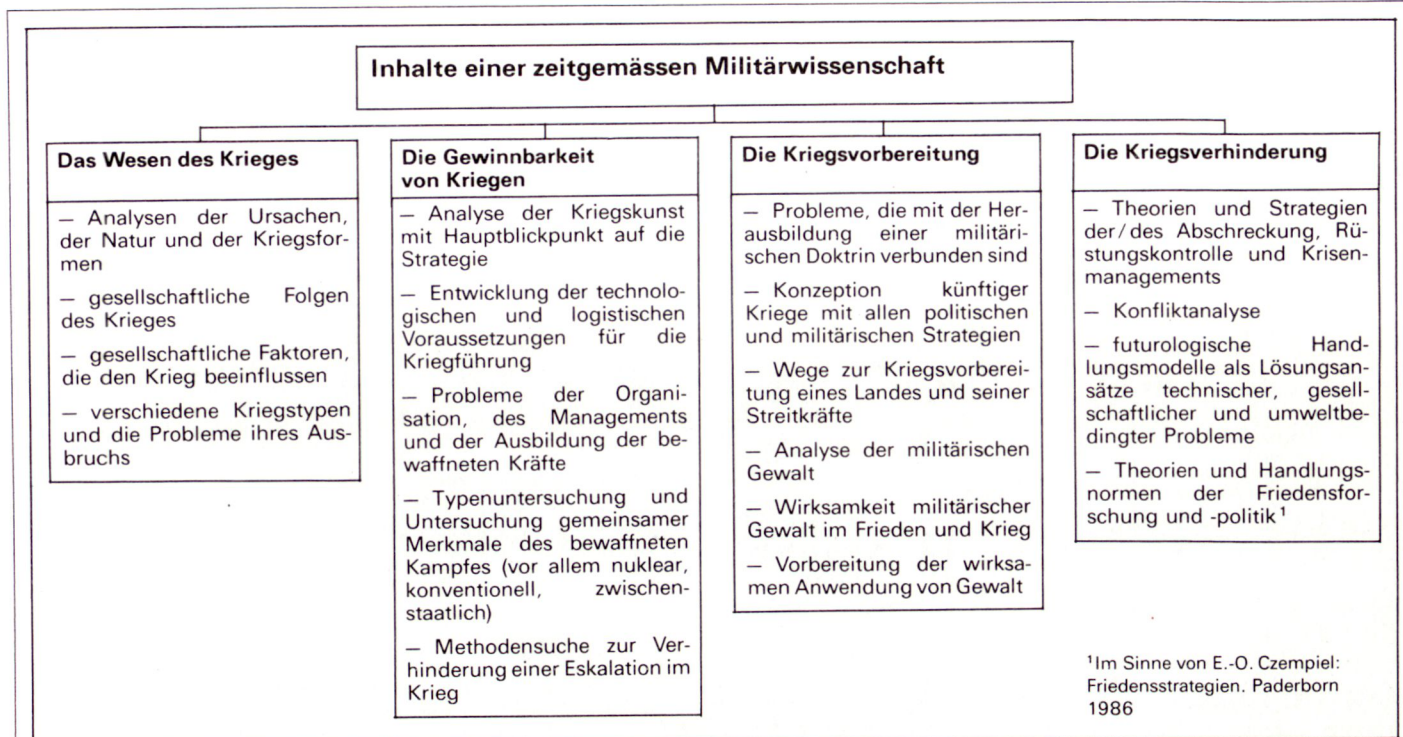 Inhalte einer zeitgemässen Militärwissenschaft
Das Wesen des Krieges
— Analysen der Ursachen,
der Natur und der Kriegsfor-
men
— gesellschaftliche Folgen
des Krieges
— gesellschaftliche Faktoren,
die den Krieg beeinflussen
— verschiedene Kriegstypen
und die Probleme ihres Aus-
bruchs
Die Gewinnbarkeit
von Kriegen
— Analyse der Kriegskunst
mit Hauptblickpunkt auf die
Strategie
— Entwicklung der technolo-
gischen und logistischen
Voraussetzungen für die
Kriegführung
— Probleme der Organi-
sation, des Managements
und der Ausbildung der be-
waffneten Kräfte
— Typenuntersuchung und
Untersuchung gemeinsamer
Merkmale des bewaffneten
Kampfes (vor allem nuklear,
konventionell, zwischen-
staatlich)
— Methodensuche zur Ver-
hinderung einer Eskalation im
Krieg
Die Kriegsvorbereitung
— Probleme, die mit der Her-
ausbildung einer militäri-
schen Doktrin verbunden sind
— Konzeption künftiger
Kriege mit allen politischen
und militärischen Strategien
— Wege zur Kriegsvorberei-
tung eines Landes und seiner
Streitkräfte
— Analyse der militärischen
Gewalt
— Wirksamkeit militärischer
Gewalt im Frieden und Krieg
— Vorbereitung der wirksa-
men Anwendung von Gewalt
Die Kriegsverhinderung
— Theorien und Strategien
der/des Abschreckung, Rü-
stungskontrolle und Krisen-
managements
— Konfliktanalyse
— futurologische Hand-
lungsmodelle als Lösungsan-
sätze technischer, gesell-
schaftlicher und umweltbe-
dingter Probleme
— Theorien und Handlungs-
normen der Friedensfor-
schung und -politik¹
¹Im Sinne von E.-O. Czempiel:
Friedensstrategien. Paderborn
1986